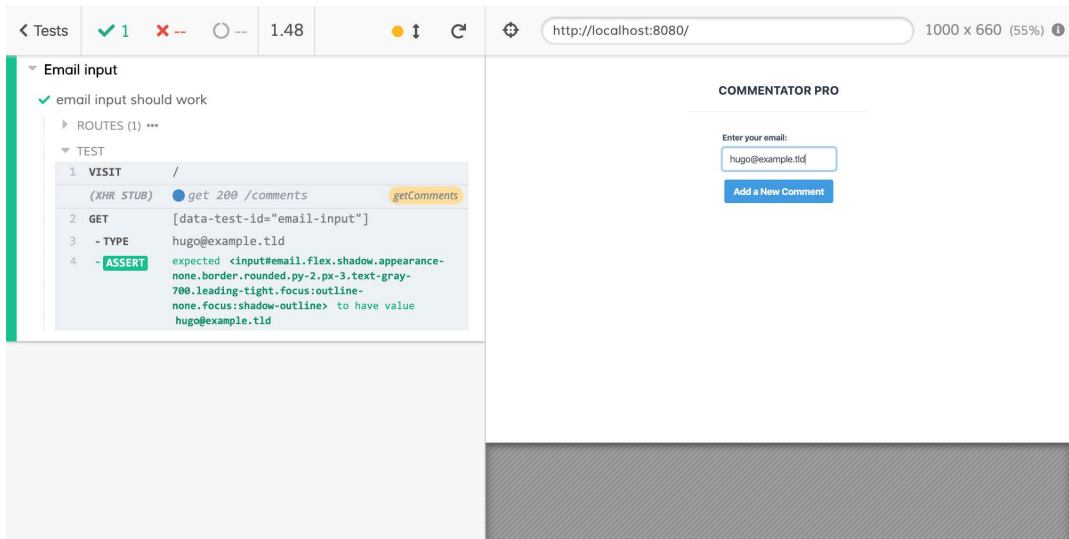 Tests 1 -- -- 1.48
Email input
email input should work
ROUTES (1)
TEST
1 VISIT /
(XHR STUB) get 200 /comments getComments
2 GET [data-test-id="email-input"]
3 - TYPE hugo@example.tld
4 - ASSERT expected <input#email.flex.shadow.appearance-
none.border.rounded.py-2.px-3.text-gray-
700.leading-tight.focus:outline-
none.focus:shadow-outline> to have value
hugo@example.tld
http://localhost:8080/ 1000 x 660 (55%)
COMMENTATOR PRO
Enter your email:
hugo@example.tld
Add a New Comment